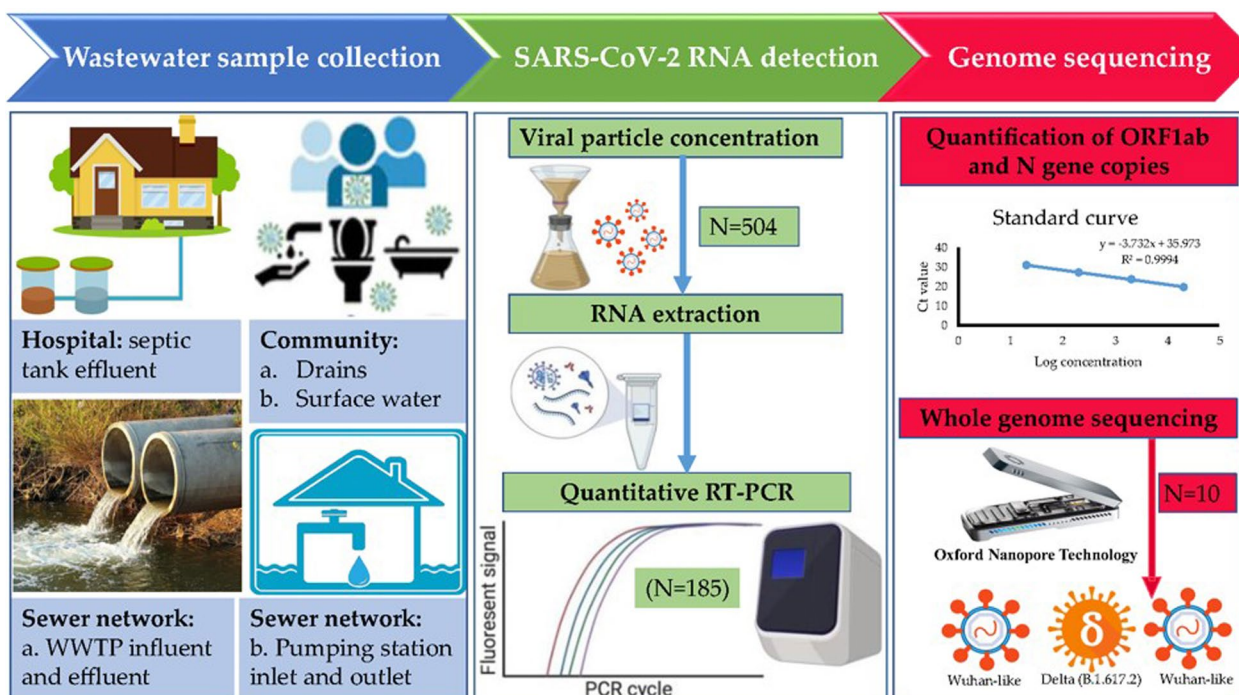 Wastewater sample collection
SARS-CoV-2 RNA detection
Genome sequencing
Hospital: septic
tank effluent
Community:
a. Drains
b. Surface water
Sewer network:
a. WWTP influent
and effluent
Sewer network:
b. Pumping station
inlet and outlet
Viral particle concentration
N=504
RNA extraction
Quantitative RT-PCR
Fluorescent signal
(N=185)
PCR cycle
Quantification of ORF1ab
and N gene copies
Standard curve
y = -3.732x + 35.973
R² = 0.9994
Ct value
40
30
20
10
0
0 1 2 3 4 5
Log concentration
Whole genome sequencing
N=10
Oxford Nanopore Technology
δ
Wuhan-like
Delta (B.1.617.2)
Wuhan-like